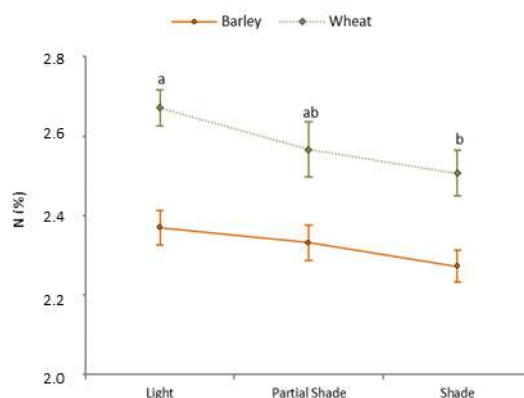 Barley Wheat
2.8
a
ab
2.6
b
N (%)
2.4
2.2
2.0
Light Partial Shade Shade